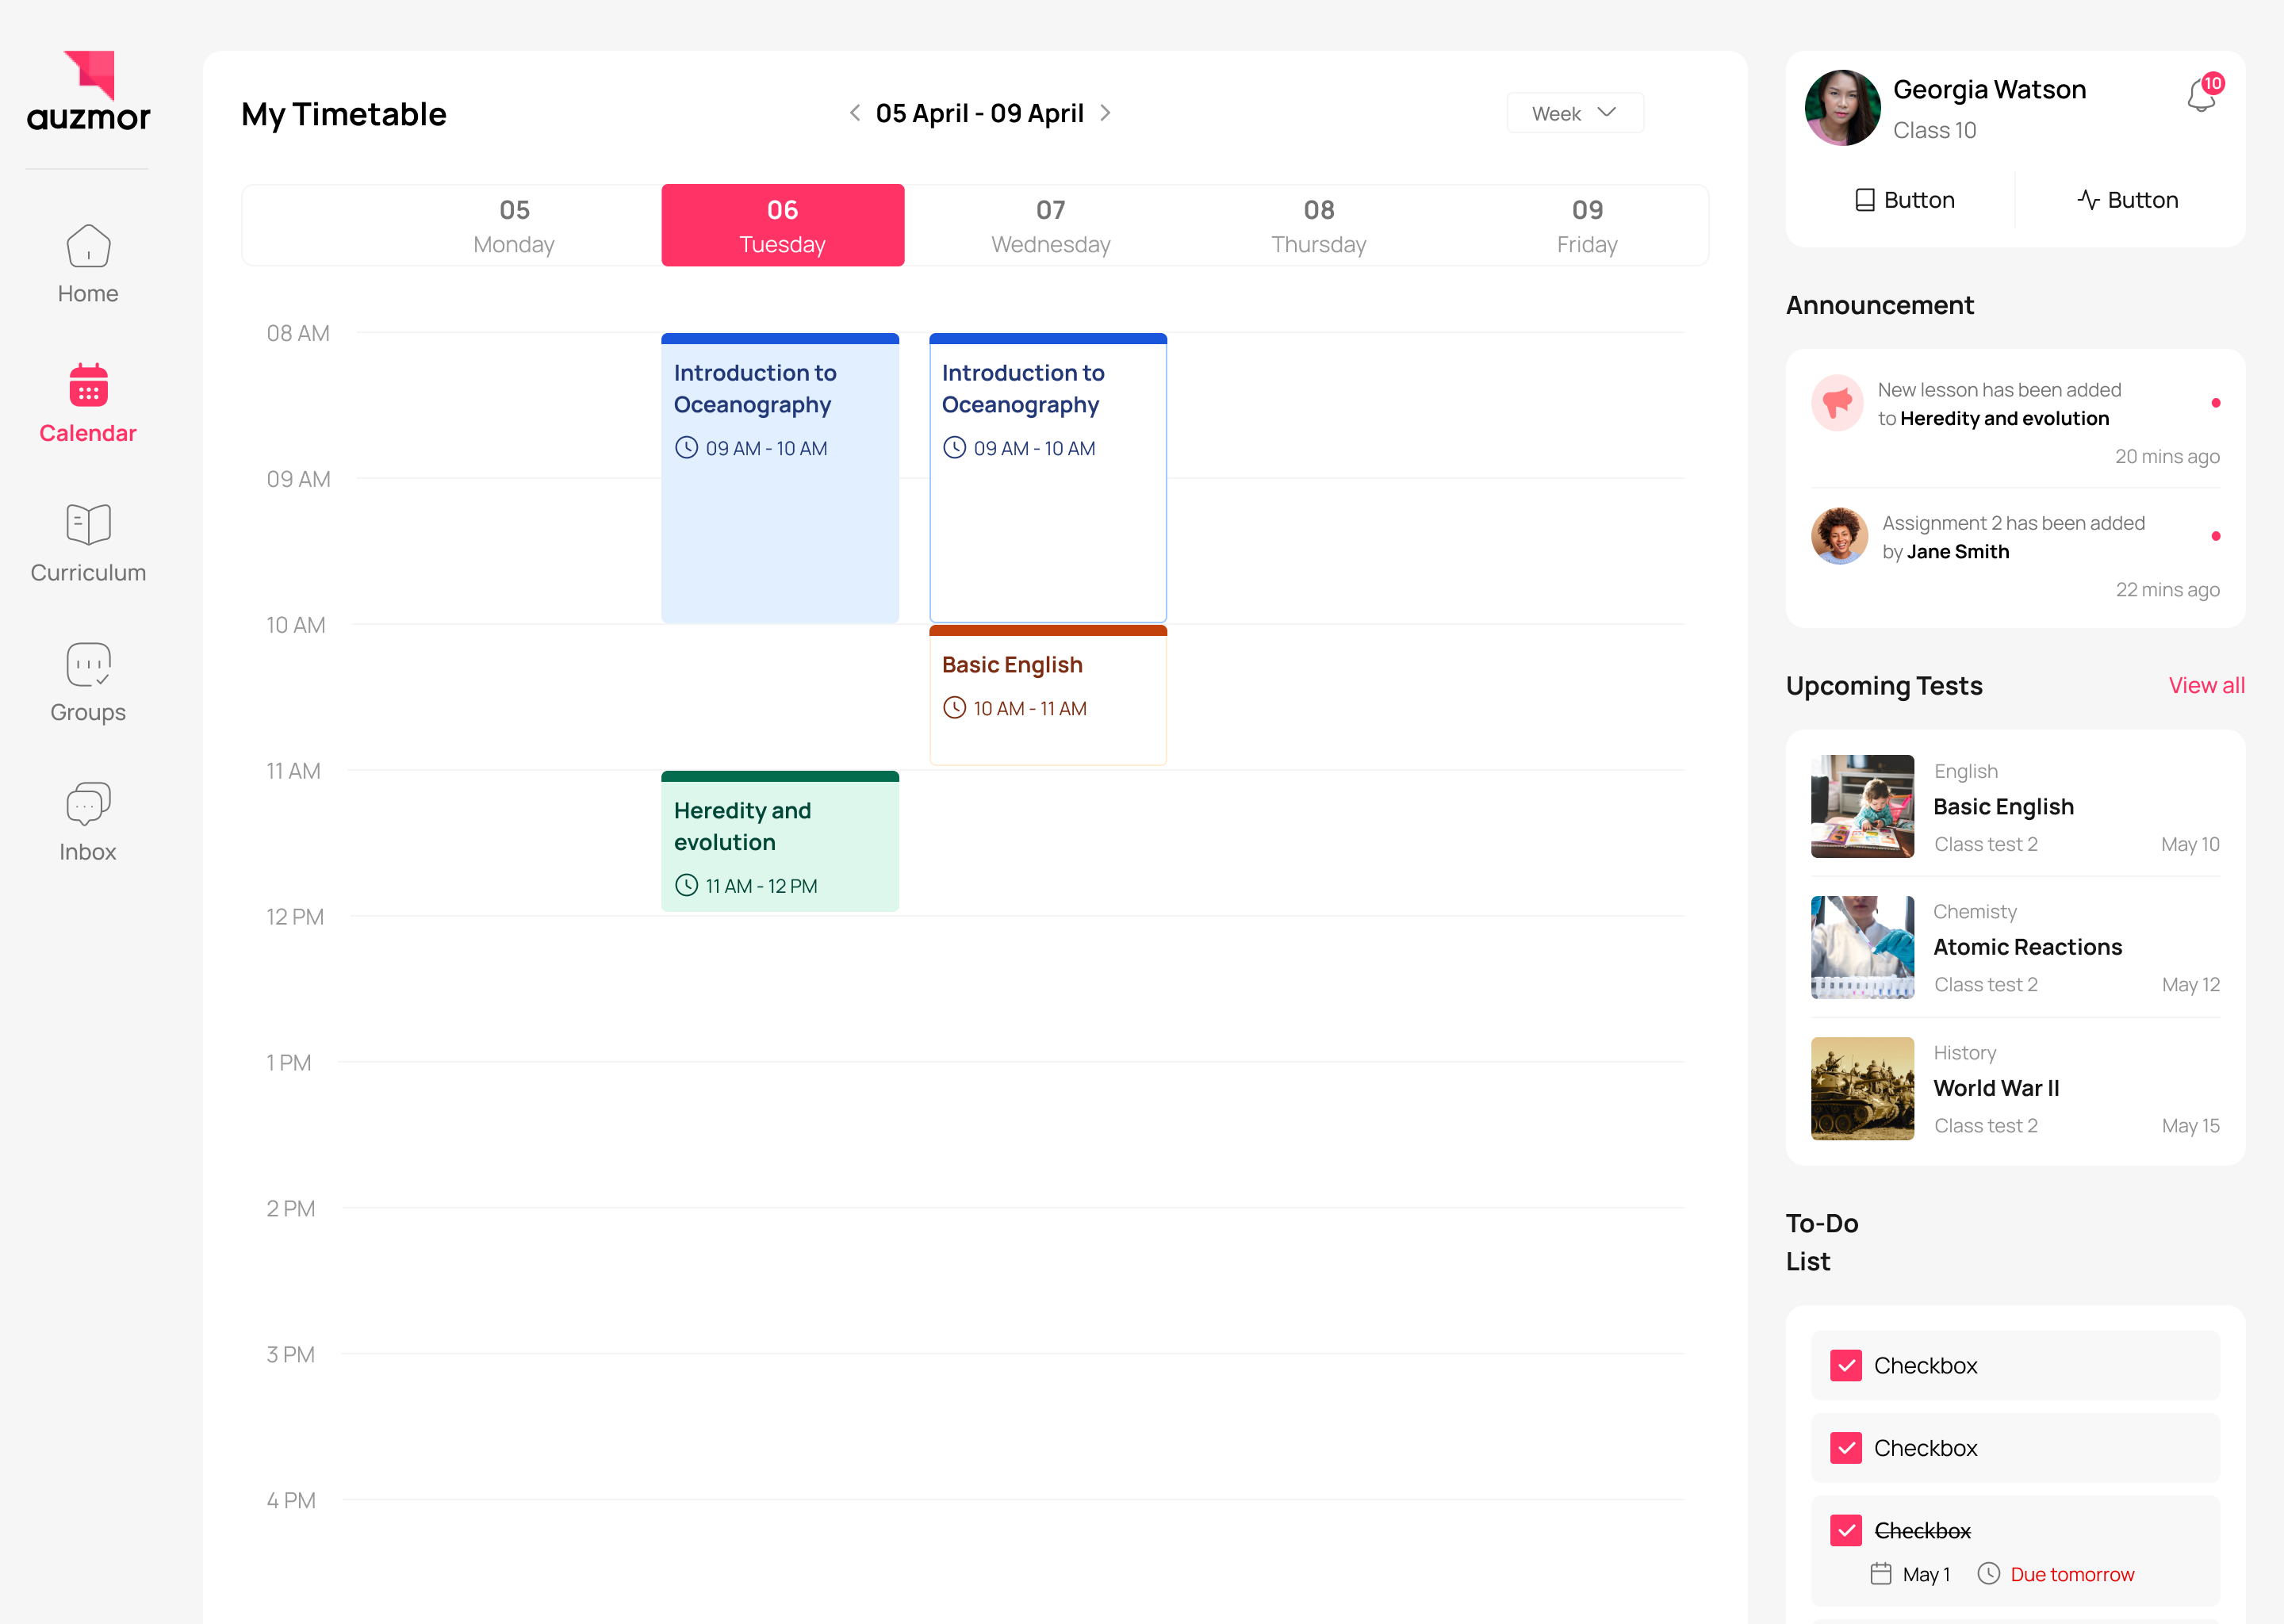 auzmor
Home
Calendar
Curriculum
Groups
Inbox
My Timetable
05 April - 09 April
Week
05
Monday
06
Tuesday
07
Wednesday
08
Thursday
09
Friday
08 AM
09 AM
10 AM
11 AM
12 PM
1 PM
2 PM
3 PM
4 PM
Introduction to
Oceanography
09 AM - 10 AM
Heredity and
evolution
11 AM - 12 PM
Introduction to
Oceanography
09 AM - 10 AM
Basic English
10 AM - 11 AM
Georgia Watson
Class 10
10
Button
Button
Announcement
New lesson has been added
to Heredity and evolution
20 mins ago
Assignment 2 has been added
by Jane Smith
22 mins ago
Upcoming Tests
View all
English
Basic English
Class test 2
May 10
Chemisty
Atomic Reactions
Class test 2
May 12
History
World War II
Class test 2
May 15
To-Do
List
Checkbox
Checkbox
Checkbox
May 1
Due tomorrow